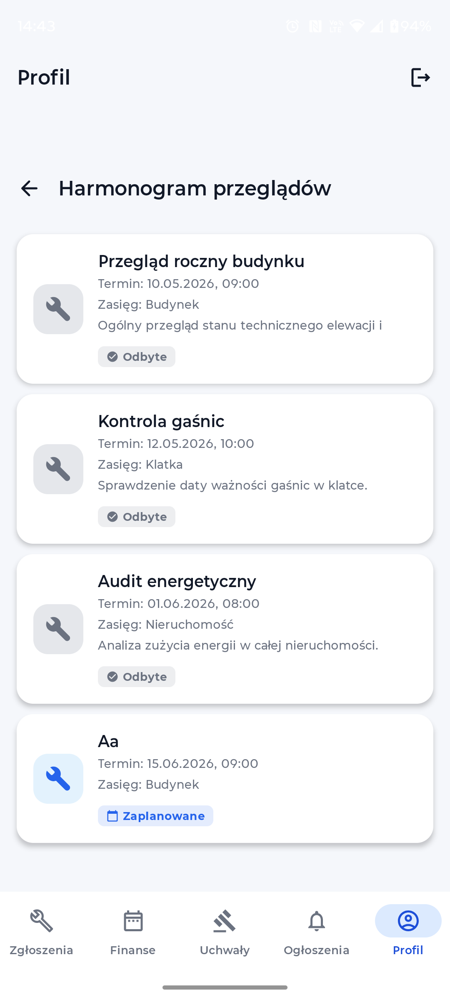 14:43
Vo LTE
94%
Profil
Harmonogram przeglądów
Przegląd roczny budynku
Termin: 10.05.2026, 09:00
Zasięg: Budynek
Ogólny przegląd stanu technicznego elewacji i
Odbyte
Kontrola gaśnic
Termin: 12.05.2026, 10:00
Zasięg: Klatka
Sprawdzenie daty ważności gaśnic w klatce.
Odbyte
Audit energetyczny
Termin: 01.06.2026, 08:00
Zasięg: Nieruchomość
Analiza zużycia energii w całej nieruchomości.
Odbyte
Aa
Termin: 15.06.2026, 09:00
Zasięg: Budynek
Zaplanowane
Zgłoszenia
Finanse
Uchwały
Ogłoszenia
Profil